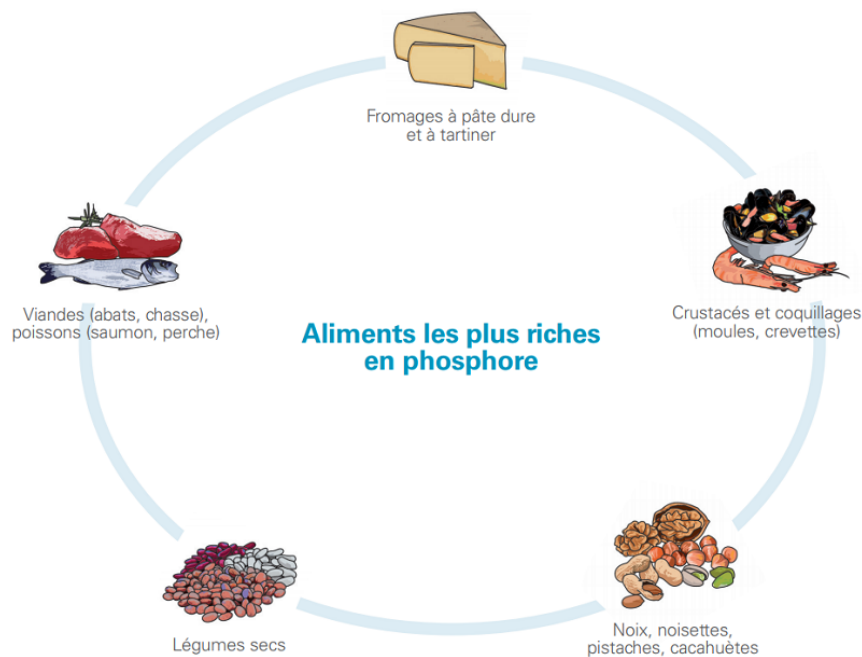 Fromages à pâte dure
et à tartiner
Viandes (abats, chasse),
poissons (saumon, perche)
Crustacés et coquillages
(moules, crevettes)
Aliments les plus riches
en phosphore
Légumes secs
Noix, noisettes,
pistaches, cacahuètes